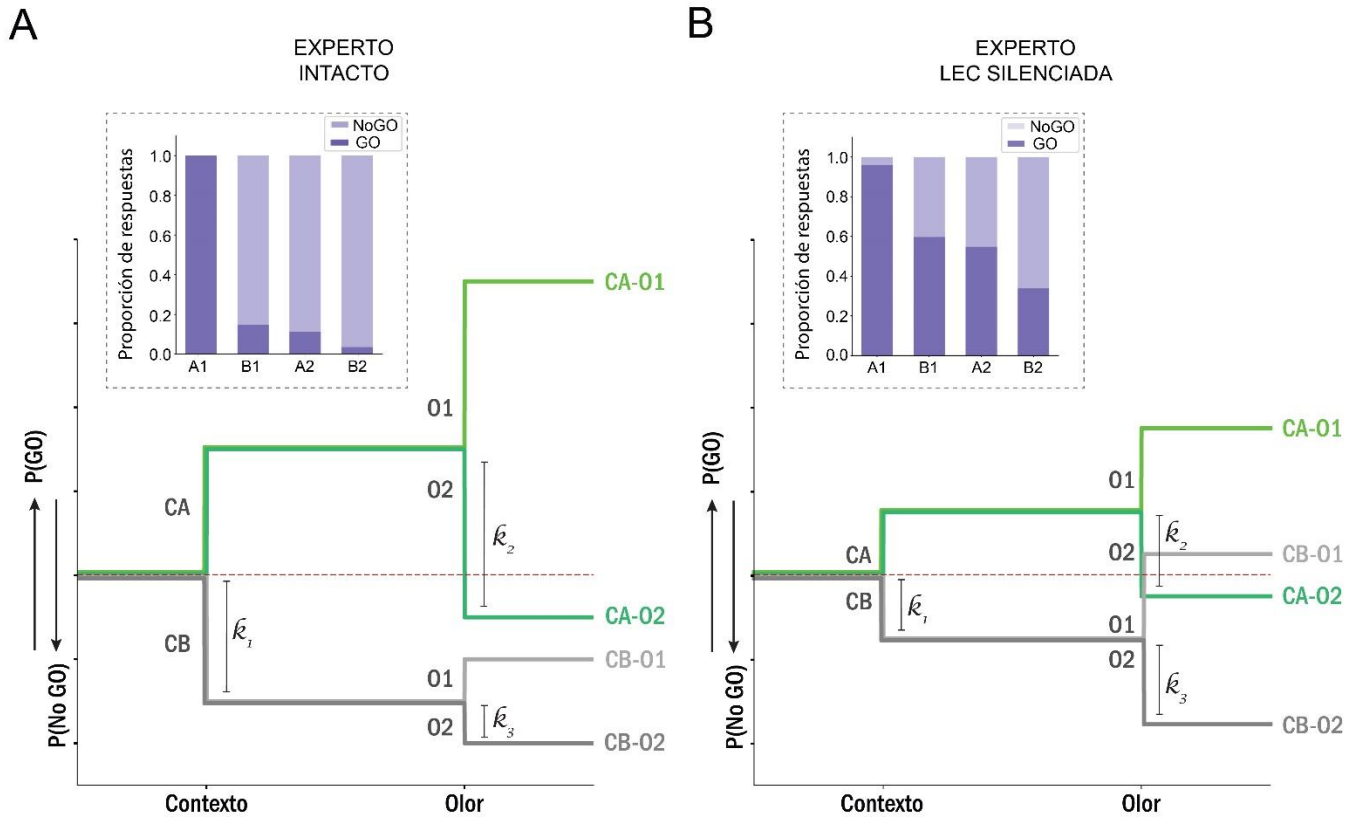 A
EXPERTO
INTACTO
NoGO
GO
Proporción de respuestas
1.0
0.8
0.6
0.4
0.2
0.0
A1 B1 A2 B2
P(GO)
P(No GO)
CA
CB
O1
O2
O1
O2
k1
k2
k3
CA-O1
CA-O2
CB-O1
CB-O2
Contexto Olor
B
EXPERTO
LEC SILENCIADA
NoGO
GO
Proporción de respuestas
1.0
0.8
0.6
0.4
0.2
0.0
A1 B1 A2 B2
P(GO)
P(No GO)
CA
CB
O1
O2
O1
O2
k1
k2
k3
CA-O1
CB-O1
CA-O2
CB-O2
Contexto Olor